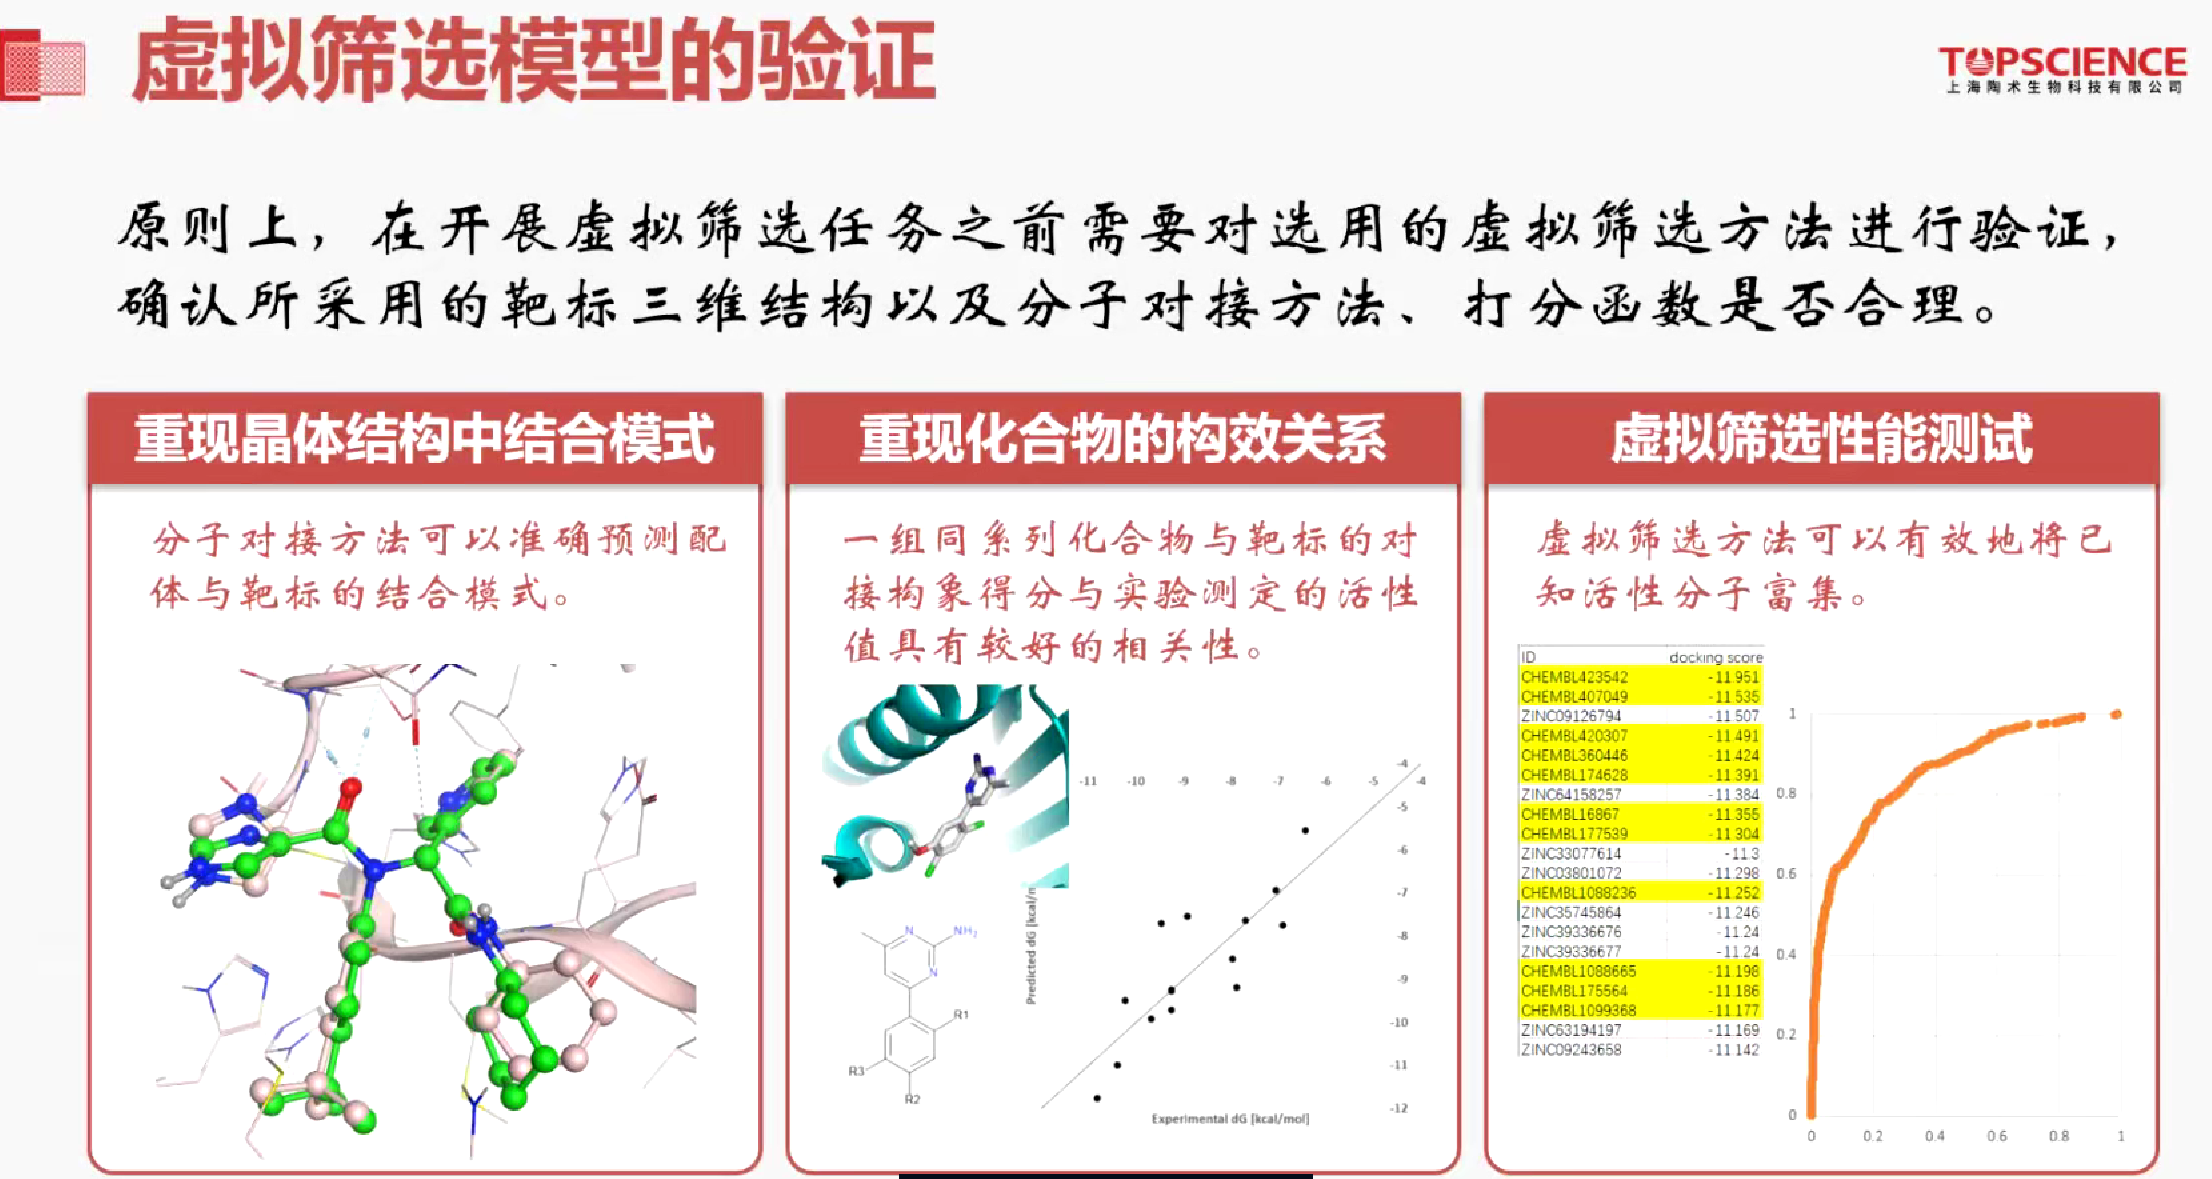 虚拟筛选模型的验证
TOPSCIENCE
上海陶术生物科技有限公司
原则上，在开展虚拟筛选任务之前需要对选用的虚拟筛选方法进行验证，
确认所采用的靶标三维结构以及分子对接方法、打分函数是否合理。
重现晶体结构中结合模式
分子对接方法可以准确预测配
体与靶标的结合模式。
重现化合物的构效关系
一组同系列化合物与靶标的对
接构象得分与实验测定的活性
值具有较好的相关性。
-11 -10 -9 -8 -7 -6 -5 -4
-4
-5
-6
-7
-8
-9
-10
-11
-12
Predicted dG [kcal/m
Experimental dG [kcal/mol]
N
NH2
N
R1
R3
R2
虚拟筛选性能测试
虚拟筛选方法可以有效地将已
知活性分子富集。
ID docking score
CHEMBL423542 -11.951
CHEMBL407049 -11.535
ZINC09126794 -11.507
CHEMBL420307 -11.491
CHEMBL360446 -11.424
CHEMBL174628 -11.391
ZINC64158257 -11.384
CHEMBL16867 -11.355
CHEMBL177539 -11.304
ZINC33077614 -11.3
ZINC03801072 -11.298
CHEMBL1088236 -11.252
ZINC35745864 -11.246
ZINC39336676 -11.24
ZINC39336677 -11.24
CHEMBL1088665 -11.198
CHEMBL175564 -11.186
CHEMBL1099368 -11.177
ZINC63194197 -11.169
ZINC09243658 -11.142
1
0.8
0.6
0.4
0.2
0
0 0.2 0.4 0.6 0.8 1